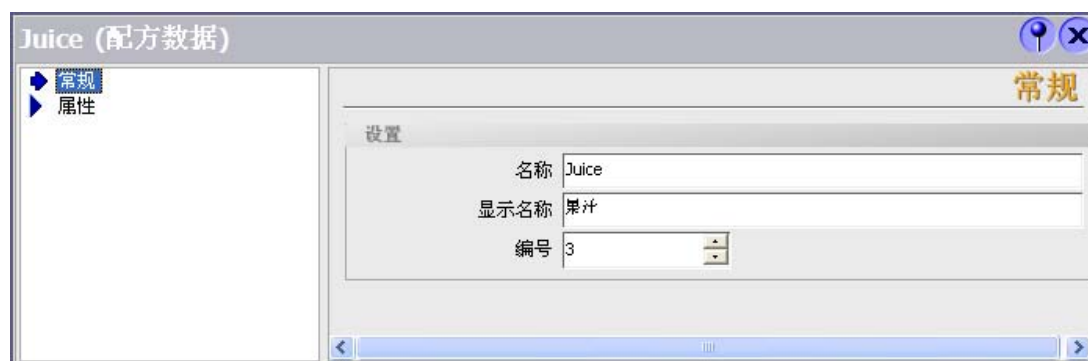 Juice (配方数据)
常规
属性
常规
设置
名称 Juice
显示名称 果汁
编号 3